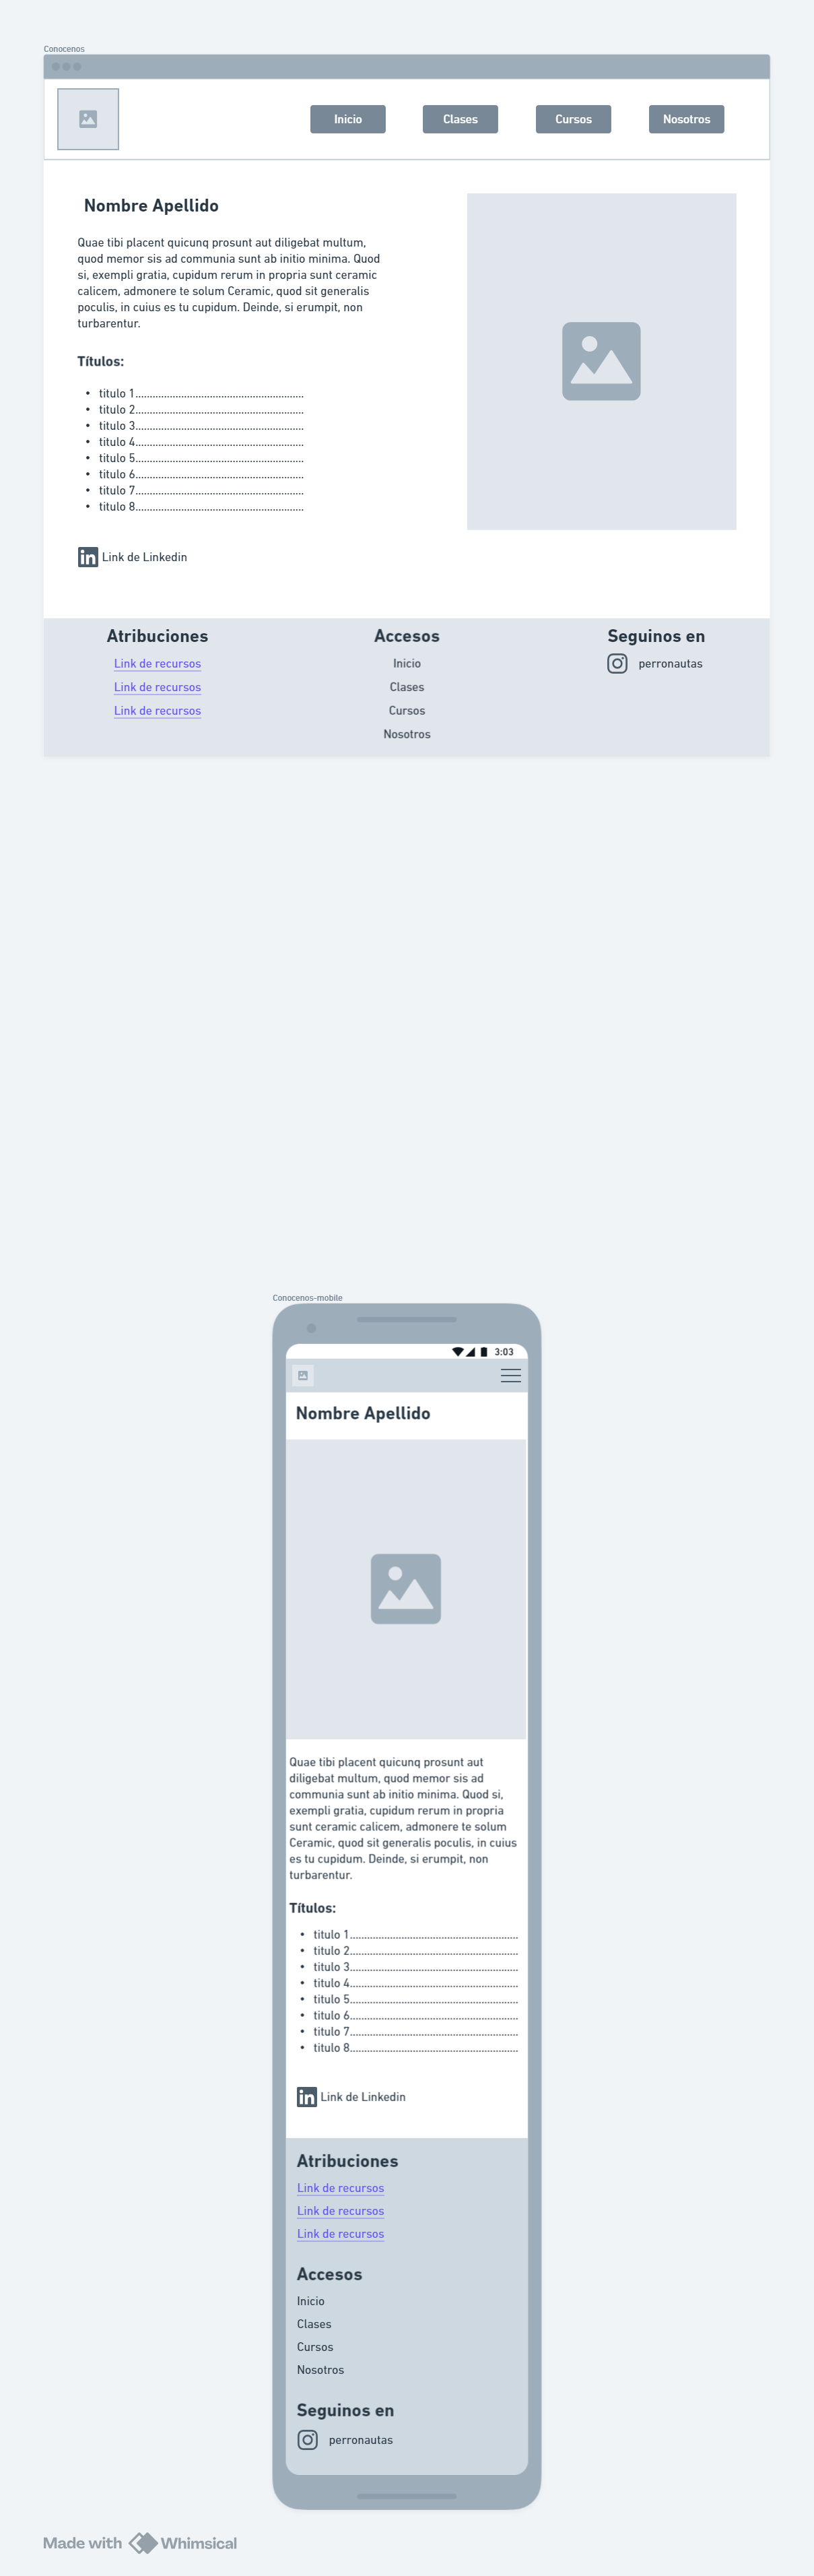 Conocenos
Inicio
Clases
Cursos
Nosotros
Nombre Apellido
Quae tibi placent quicunq prosunt aut diligebat multum,
quod memor sis ad communia sunt ab initio minima. Quod
si, exempli gratia, cupidum rerum in propria sunt ceramic
calicem, admonere te solum Ceramic, quod sit generalis
poculis, in cuius es tu cupidum. Deinde, si erumpit, non
turbarentur.
Títulos:
• titulo 1...........................................................
• titulo 2...........................................................
• titulo 3...........................................................
• titulo 4...........................................................
• titulo 5...........................................................
• titulo 6...........................................................
• titulo 7...........................................................
• titulo 8...........................................................
in Link de Linkedin
Atribuciones
Link de recursos
Link de recursos
Link de recursos
Accesos
Inicio
Clases
Cursos
Nosotros
Seguinos en
perronautas
Conocenos-mobile
3:03
Nombre Apellido
Quae tibi placent quicunq prosunt aut
diligebat multum, quod memor sis ad
communia sunt ab initio minima. Quod si,
exempli gratia, cupidum rerum in propria
sunt ceramic calicem, admonere te solum
Ceramic, quod sit generalis poculis, in cuius
es tu cupidum. Deinde, si erumpit, non
turbarentur.
Títulos:
• titulo 1...........................................................
• titulo 2...........................................................
• titulo 3...........................................................
• titulo 4...........................................................
• titulo 5...........................................................
• titulo 6...........................................................
• titulo 7...........................................................
• titulo 8...........................................................
in Link de Linkedin
Atribuciones
Link de recursos
Link de recursos
Link de recursos
Accesos
Inicio
Clases
Cursos
Nosotros
Seguinos en
perronautas
Made with Whimsical